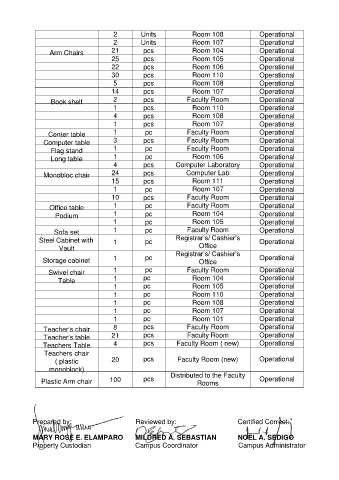 2 Units Room 108 Operational
2 Units Room 107 Operational
Arm Chairs 21 pcs Room 104 Operational
25 pcs Room 105 Operational
22 pcs Room 106 Operational
30 pcs Room 110 Operational
5 pcs Room 108 Operational
14 pcs Room 107 Operational
Book shelf 2 pcs Faculty Room Operational
1 pcs Room 110 Operational
4 pcs Room 108 Operational
1 pcs Room 107 Operational
Center table 1 pc Faculty Room Operational
Computer table 3 pcs Faculty Room Operational
Flag stand 1 pc Faculty Room Operational
Long table 1 pc Room 106 Operational
4 pcs Computer Laboratory Operational
Monobloc chair 24 pcs Computer Lab Operational
15 pcs Room 111 Operational
1 pc Room 107 Operational
10 pcs Faculty Room Operational
Office table 1 pc Faculty Room Operational
Podium 1 pc Room 104 Operational
1 pc Room 105 Operational
Sofa set 1 pc Faculty Room Operational
Steel Cabinet with Vault 1 pc Registrar's/ Cashier's Office Operational
Storage cabinet 1 pc Registrar's/ Cashier's Office Operational
Swivel chair 1 pc Faculty Room Operational
Table 1 pc Room 104 Operational
1 pc Room 105 Operational
1 pc Room 110 Operational
1 pc Room 108 Operational
1 pc Room 107 Operational
1 pc Room 101 Operational
Teacher's chair 8 pcs Faculty Room Operational
Teacher's table 21 pcs Faculty Room Operational
Teachers Table 4 pcs Faculty Room ( new) Operational
Teachers chair ( plastic monoblock) 20 pcs Faculty Room (new) Operational
Plastic Arm chair 100 pcs Distributed to the Faculty Rooms Operational
Prepared by: Reviewed by: Certified Correct:
MARY ROSE E. ELAMPARO MILDRED A. SEBASTIAN NOEL A. SEDIGO
Property Custodian Campus Coordinator Campus Administrator